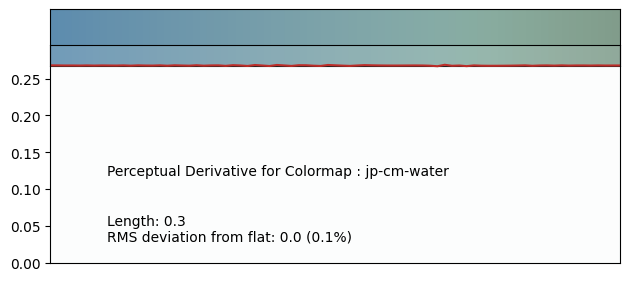 0.25
0.20
0.15
Perceptual Derivative for Colormap : jp-cm-water
0.10
Length: 0.3
0.05
RMS deviation from flat: 0.0 (0.1%)
0.00